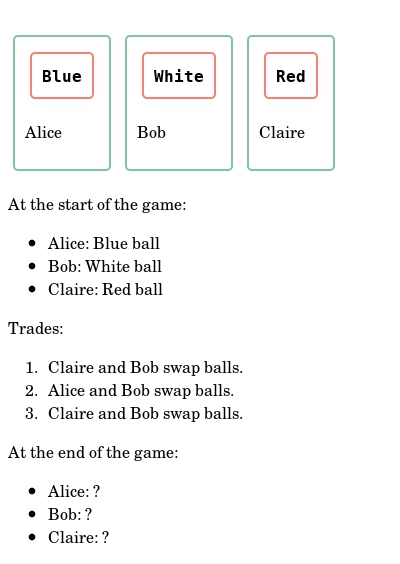 Blue White Red
Alice Bob Claire
At the start of the game:
• Alice: Blue ball
• Bob: White ball
• Claire: Red ball
Trades:
1. Claire and Bob swap balls.
2. Alice and Bob swap balls.
3. Claire and Bob swap balls.
At the end of the game:
• Alice: ?
• Bob: ?
• Claire: ?